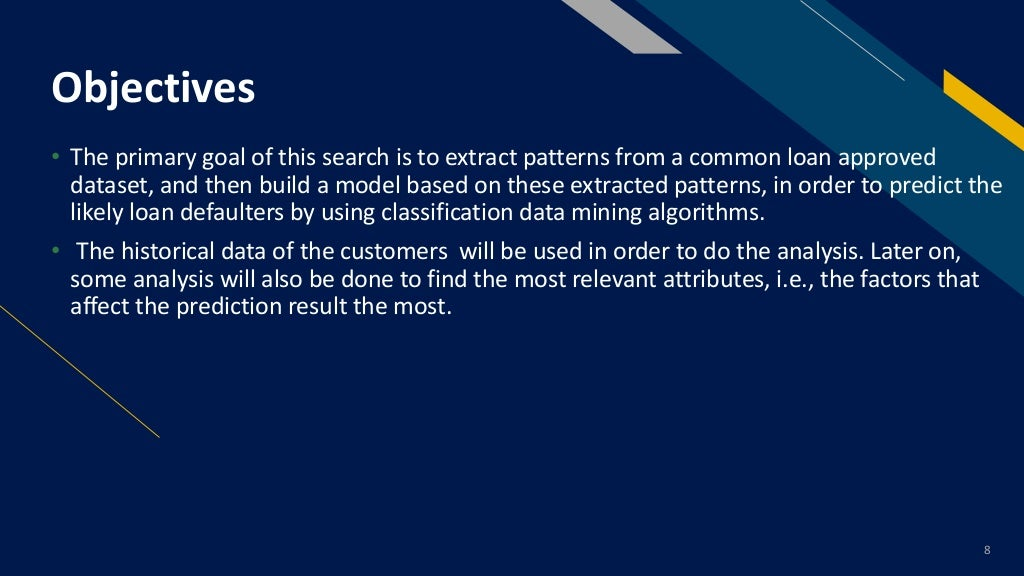 Objectives
• The primary goal of this search is to extract patterns from a common loan approved
dataset, and then build a model based on these extracted patterns, in order to predict the
likely loan defaulters by using classification data mining algorithms.
• The historical data of the customers  will be used in order to do the analysis. Later on,
some analysis will also be done to find the most relevant attributes, i.e., the factors that
affect the prediction result the most.
8